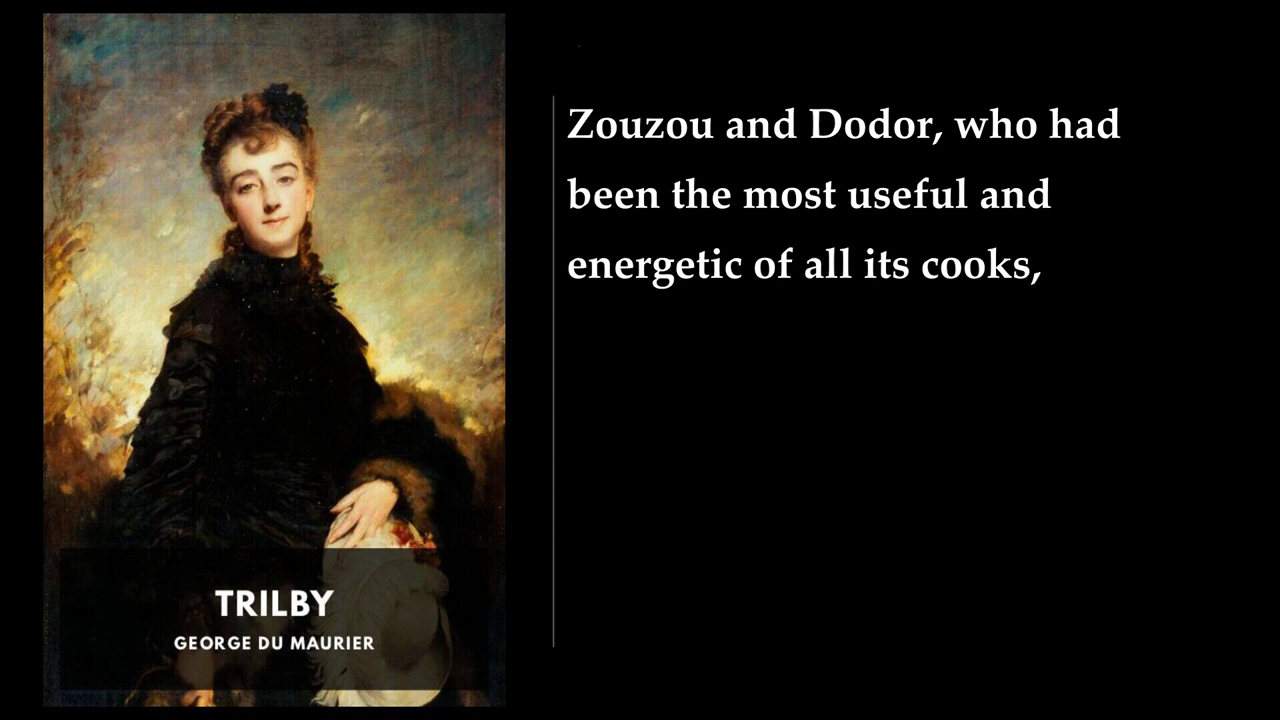 Zouzou and Dodor, who had
been the most useful and
energetic of all its cooks,
TRILBY
GEORGE DU MAURIER